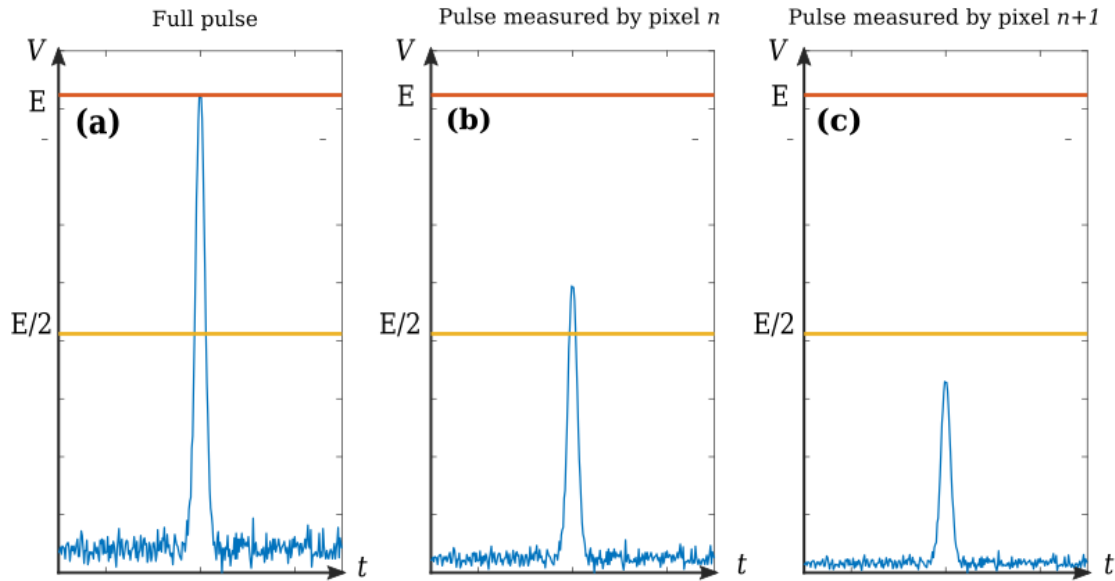 Full pulse
Pulse measured by pixel n
Pulse measured by pixel n+1
V
E
(a)
E/2
t
V
E
(b)
E/2
t
V
E
(c)
E/2
t